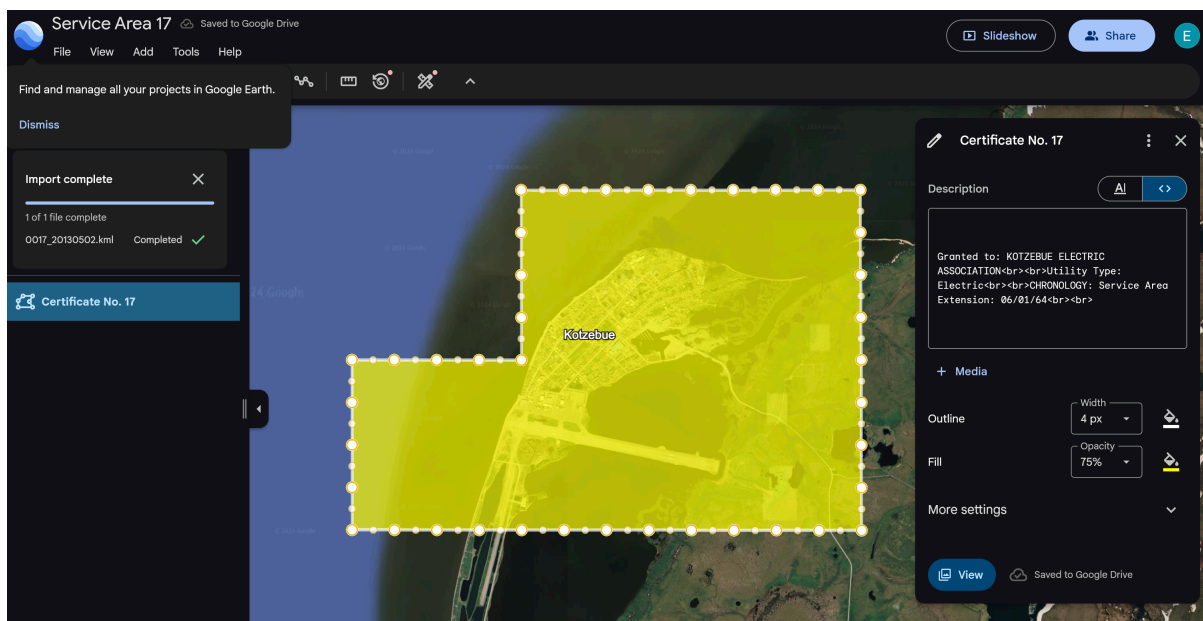 Service Area 17
Saved to Google Drive
File View Add Tools Help
Slideshow
Share
E
Find and manage all your projects in Google Earth.
Dismiss
Import complete
1 of 1 file complete
0017_20130502.kml Completed
Certificate No. 17
24 Google
Kotzebue
Certificate No. 17
Description
A
<>
Granted to: KOTZEBUE ELECTRIC
ASSOCIATION<br><br>Utility Type:
Electric<br><br>CHRONOLOGY: Service Area
Extension: 06/01/64<br><br>
+ Media
Outline
Width
4 px
Fill
Opacity
75%
More settings
View
Saved to Google Drive